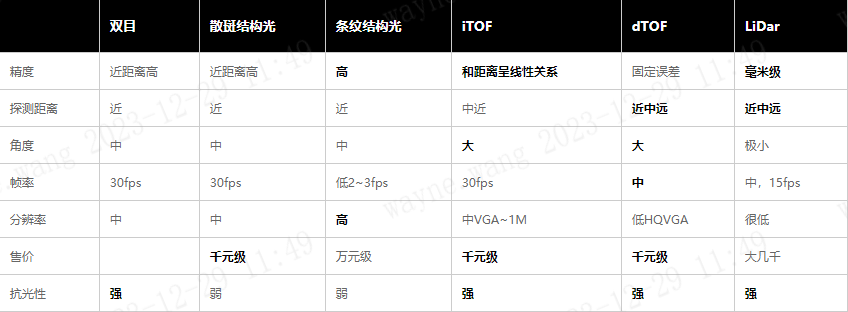 双目 散斑结构光 条纹结构光 iTOF dTOF LiDar
精度 近距离高 近距离高 高 和距离呈线性关系 固定误差 毫米级
探测距离 近 近 近 中近 近中远 近中远
角度 中 中 中 大 大 极小
帧率 30fps 30fps 低2~3fps 30fps 中 中，15fps
分辨率 中 中 高 中VGA~1M 低HQVGA 很低
售价 千元级 万元级 千元级 千元级 大几千
抗光性 强 弱 弱 强 强 强
wayne.wang 2023-12-29 11:49